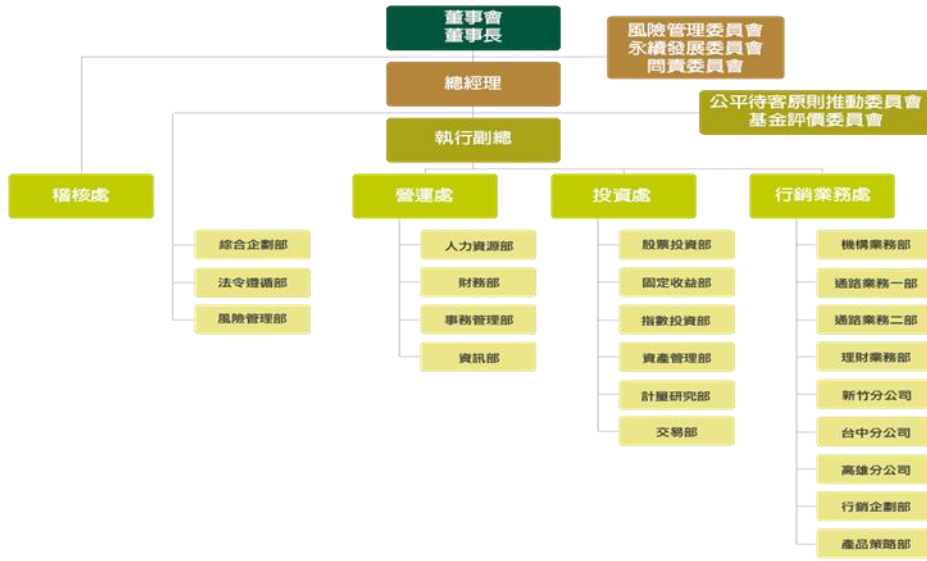 董事會
董事長
風險管理委員會
永續發展委員會
問責委員會
總經理
公平待客原則推動委員會
基金評價委員會
執行副總
稽核處
營運處
投資處
行銷業務處
綜合企劃部
法令遵循部
風險管理部
人力資源部
財務部
事務管理部
資訊部
股票投資部
固定收益部
指數投資部
資產管理部
計量研究部
交易部
機構業務部
通路業務一部
通路業務二部
理財業務部
新竹分公司
台中分公司
高雄分公司
行銷企劃部
產品策略部